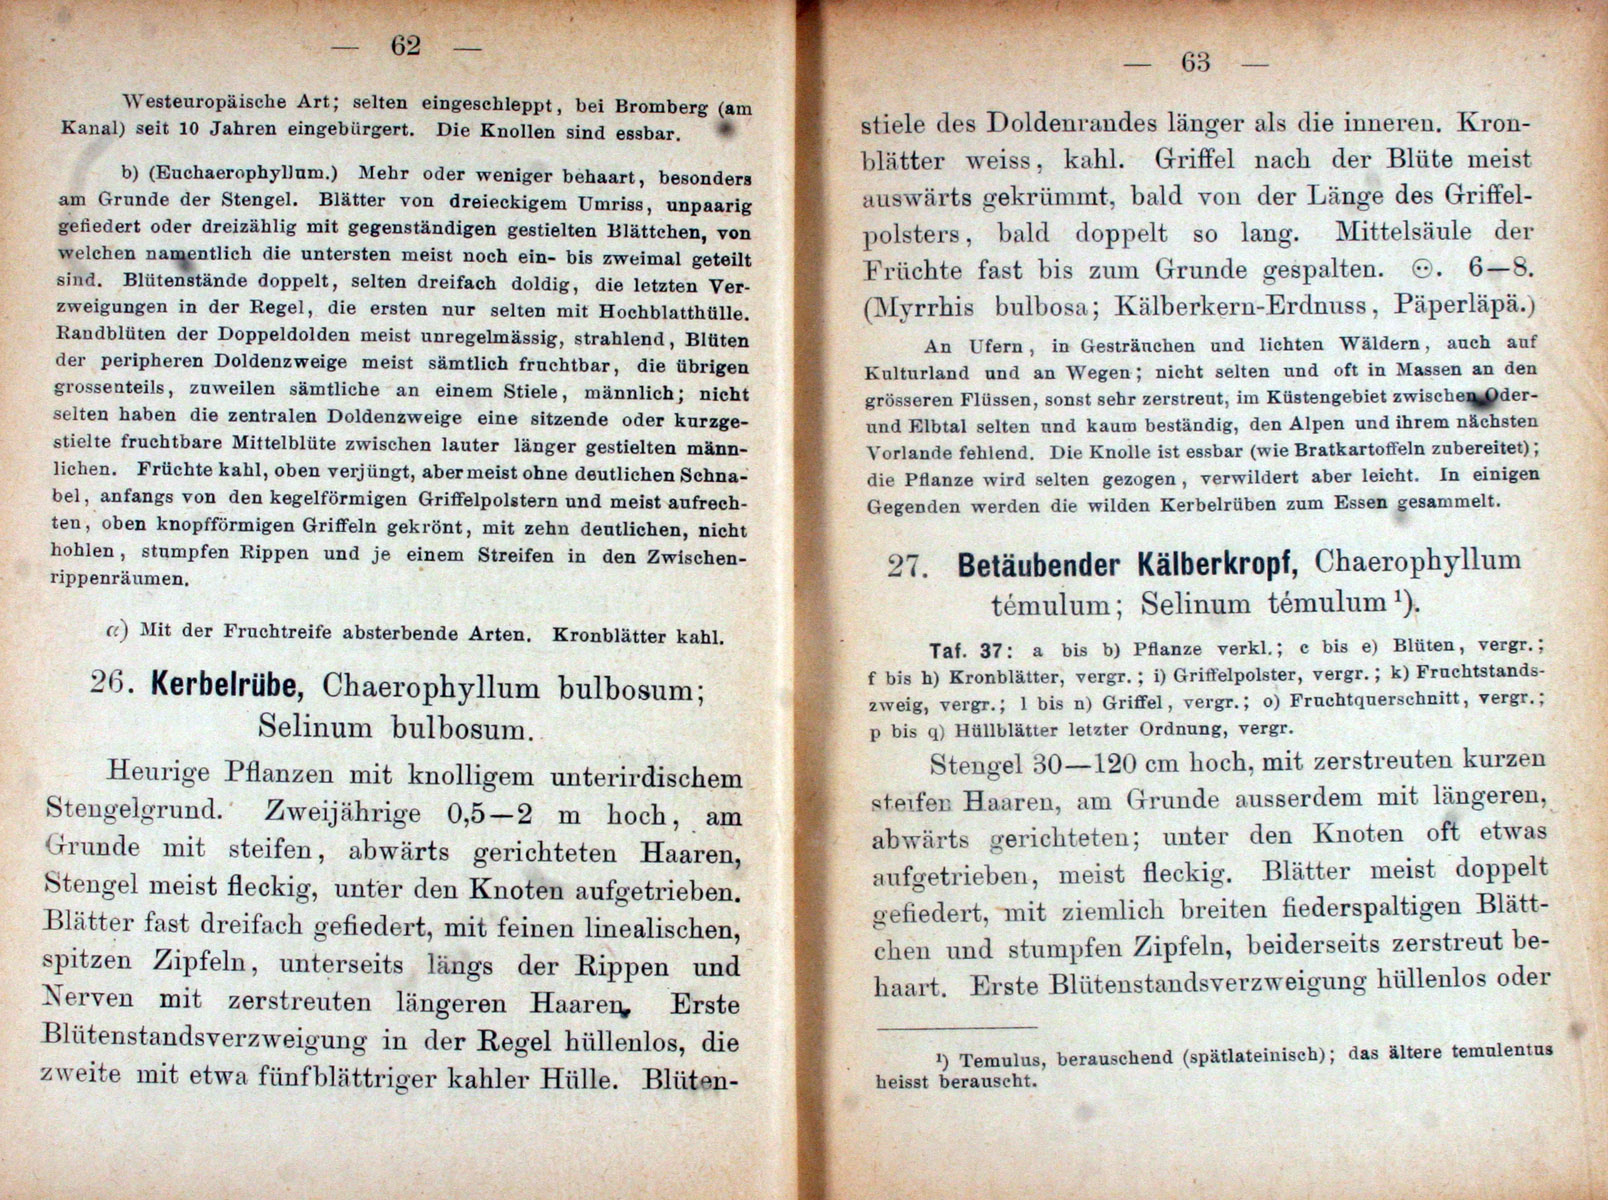 — 62 —
Westeuropäische Art; selten eingeschleppt, bei Bromberg (am
Kanal) seit 10 Jahren eingebürgert. Die Knollen sind essbar.
b) (Euchaerophyllum.) Mehr oder weniger behaart, besonders
am Grunde der Stengel. Blätter von dreieckigem Umriss, unpaarig
gefiedert oder dreizählig mit gegenständigen gestielten Blättchen, von
welchen namentlich die untersten meist noch ein- bis zweimal geteilt
sind. Blütenstände doppelt, selten dreifach doldig, die letzten Ver-
zweigungen in der Regel, die ersten nur selten mit Hochblatthülle.
Randblüten der Doppeldolden meist unregelmässig, strahlend, Blüten
der peripheren Doldenzweige meist sämtlich fruchtbar, die übrigen
grossenteils, zuweilen sämtliche an einem Stiele, männlich; nicht
selten haben die zentralen Doldenzweige eine sitzende oder kurzge-
stielte fruchtbare Mittelblüte zwischen lauter länger gestielten männ-
lichen. Früchte kahl, oben verjüngt, aber meist ohne deutlichen Schna-
bel, anfangs von den kegelförmigen Griffelpolstern und meist aufrech-
ten, oben knopfförmigen Griffeln gekrönt, mit zehn deutlichen, nicht
hohlen, stumpfen Rippen und je einem Streifen in den Zwischen-
rippenräumen.
α) Mit der Fruchtreife absterbende Arten. Kronblätter kahl.
26. Kerbelrübe, Chaerophyllum bulbosum;
Selinum bulbosum.
Heurige Pflanzen mit knolligem unterirdischem
Stengelgrund. Zweijährige 0,5—2 m hoch, am
Grunde mit steifen, abwärts gerichteten Haaren,
Stengel meist fleckig, unter den Knoten aufgetrieben.
Blätter fast dreifach gefiedert, mit feinen linealischen,
spitzen Zipfeln, unterseits längs der Rippen und
Nerven mit zerstreuten längeren Haaren. Erste
Blütenstandsverzweigung in der Regel hüllenlos, die
zweite mit etwa fünfblättriger kahler Hülle. Blüten-
— 63 —
stiele des Doldenrandes länger als die inneren. Kron-
blätter weiss, kahl. Griffel nach der Blüte meist
auswärts gekrümmt, bald von der Länge des Griffel-
polsters, bald doppelt so lang. Mittelsäule der
Früchte fast bis zum Grunde gespalten. ☉. 6—8.
(Myrrhis bulbosa; Kälberkern-Erdnuss, Päperläpä.)
An Ufern, in Gesträuchen und lichten Wäldern, auch auf
Kulturland und an Wegen; nicht selten und oft in Massen an den
grösseren Flüssen, sonst sehr zerstreut, im Küstengebiet zwischen Oder-
und Elbtal selten und kaum beständig, den Alpen und ihrem nächsten
Vorlande fehlend. Die Knolle ist essbar (wie Bratkartoffeln zubereitet);
die Pflanze wird selten gezogen, verwildert aber leicht. In einigen
Gegenden werden die wilden Kerbelrüben zum Essen gesammelt.
27. Betäubender Kälberkropf, Chaerophyllum
témulum; Selinum témulum ¹).
Taf. 37: a bis b) Pflanze verkl.; c bis e) Blüten, vergr.;
f bis h) Kronblätter, vergr.; i) Griffelpolster, vergr.; k) Fruchtstands-
zweig, vergr.; l bis n) Griffel, vergr.; o) Fruchtquerschnitt, vergr.;
p bis q) Hüllblätter letzter Ordnung, vergr.
Stengel 30—120 cm hoch, mit zerstreuten kurzen
steifen Haaren, am Grunde ausserdem mit längeren,
abwärts gerichteten; unter den Knoten oft etwas
aufgetrieben, meist fleckig. Blätter meist doppelt
gefiedert, mit ziemlich breiten fiederspaltigen Blätt-
chen und stumpfen Zipfeln, beiderseits zerstreut be-
haart. Erste Blütenstandsverzweigung hüllenlos oder
¹) Temulus, berauschend (spätlateinisch); das ältere temulentus
heisst berauscht.